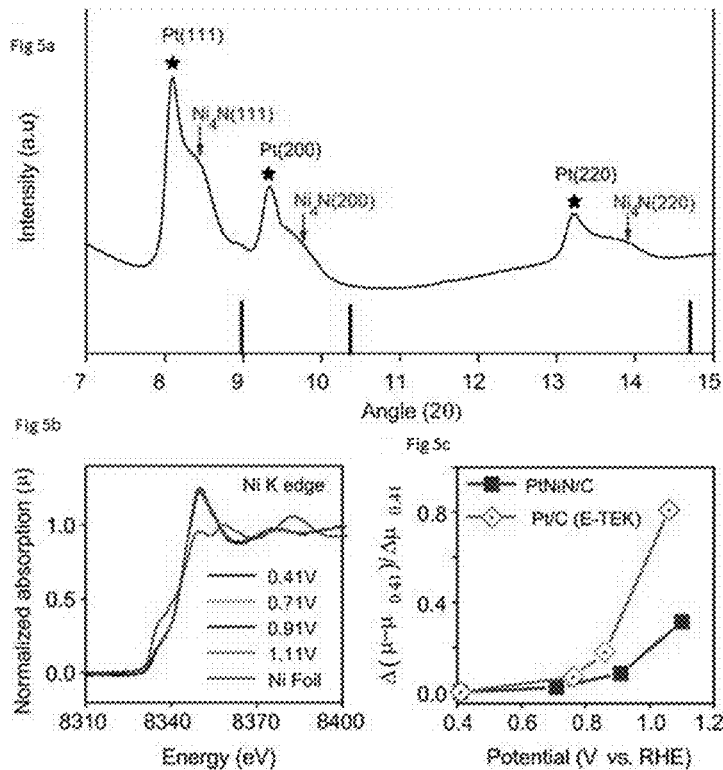 Fig 5a
Pt(111)
Ni4N(111)
Pt(200)
Ni4N(200)
Pt(220)
Ni4N(220)
Intensity (a.u)
7 8 9 10 11 12 13 14 15
Angle (2θ)
Fig 5b
Ni K edge
0.41V
0.71V
0.91V
1.11V
Ni Foil
Normalized absorption (μ)
1.0
0.5
0.0
8310 8340 8370 8400
Energy (eV)
Fig 5c
PtNiN/C
Pt/C (E-TEK)
Δ(μ-μ0.41)/Δμ0.41
0.8
0.4
0.0
0.4 0.6 0.8 1.0 1.2
Potential (V vs. RHE)